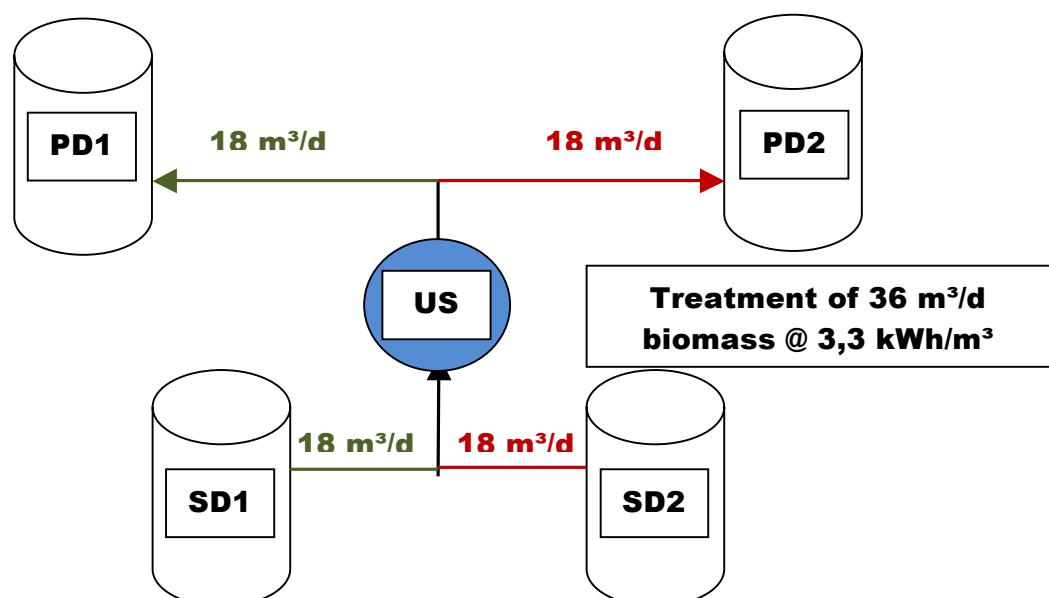 PD1
18 m³/d
18 m³/d
PD2
US
Treatment of 36 m³/d
biomass @ 3,3 kWh/m³
18 m³/d
18 m³/d
SD1
SD2